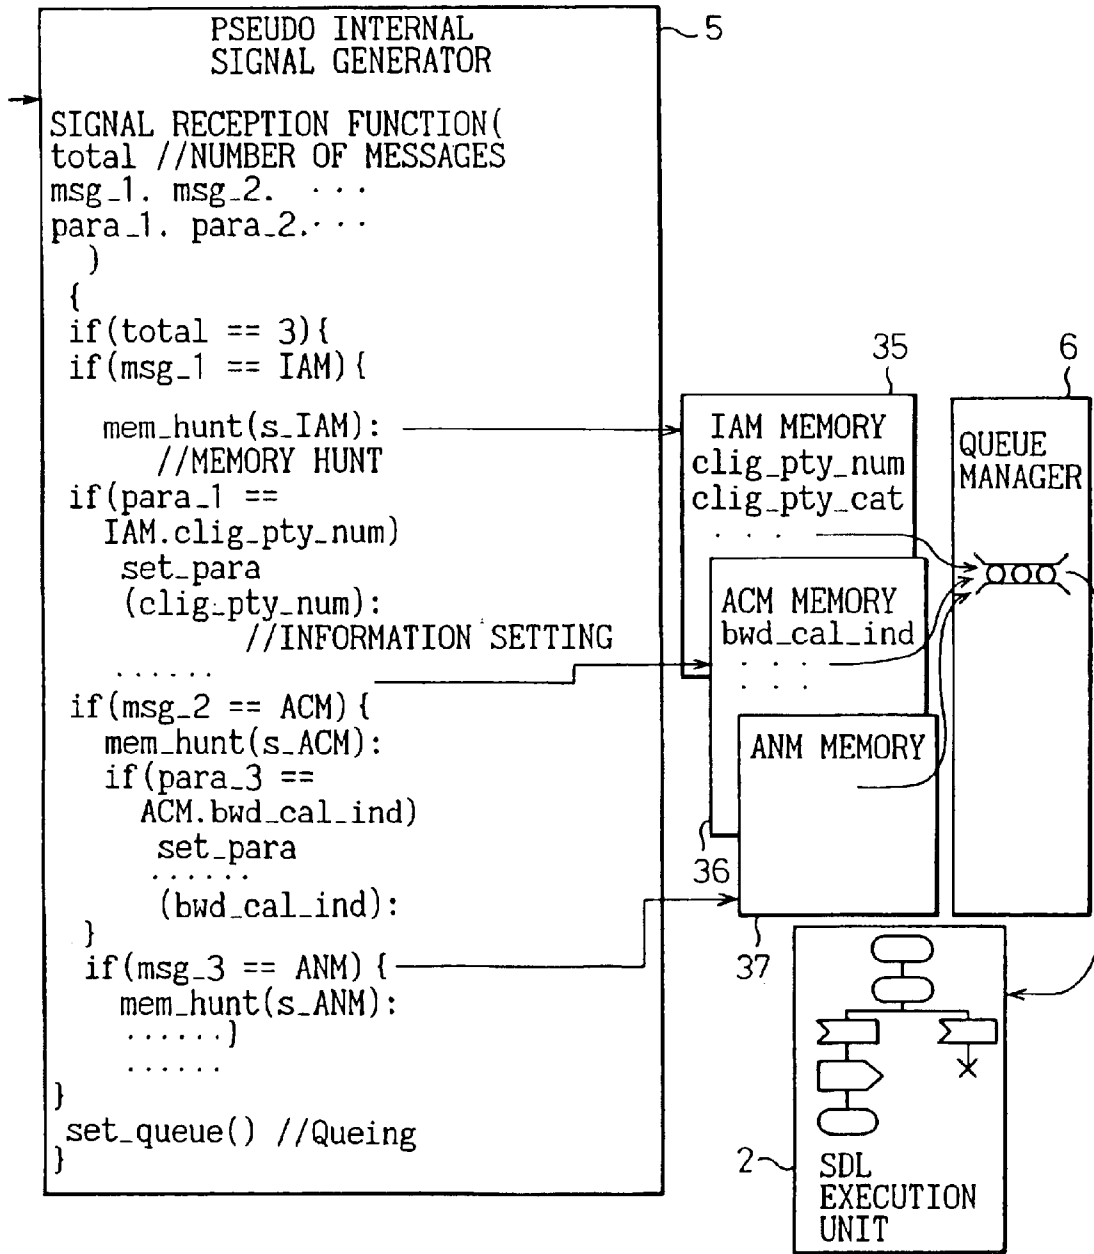 PSEUDO INTERNAL
SIGNAL GENERATOR
5
SIGNAL RECEPTION FUNCTION(
total //NUMBER OF MESSAGES
msg_1. msg_2. ...
para_1. para_2. ...
)
{
if(total == 3){
if(msg_1 == IAM){
mem_hunt(s_IAM):
//MEMORY HUNT
if(para_1 ==
IAM.clig_pty_num)
set_para
(clig_pty_num):
//INFORMATION SETTING
......
if(msg_2 == ACM){
mem_hunt(s_ACM):
if(para_3 ==
ACM.bwd_cal_ind)
set_para
......
(bwd_cal_ind):
}
if(msg_3 == ANM){
mem_hunt(s_ANM):
......}
......
}
set_queue() //Queing
}
35
IAM MEMORY
clig_pty_num
clig_pty_cat
....
ACM MEMORY
bwd_cal_ind
....
...
36
ANM MEMORY
37
6
QUEUE
MANAGER
2
SDL
EXECUTION
UNIT